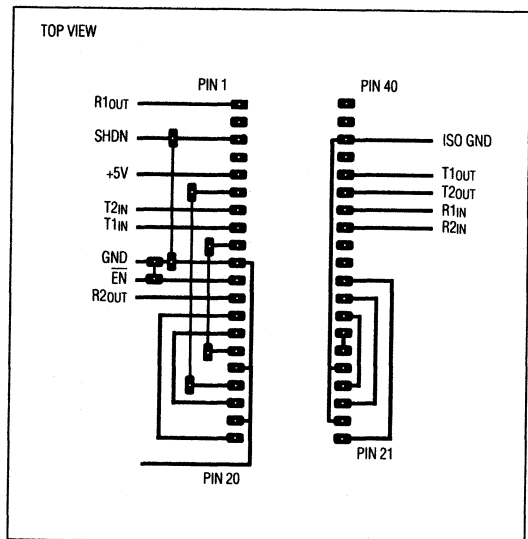 TOP VIEW
PIN 1
PIN 40
R1OUT
SHDN
ISO GND
+5V
T1OUT
T2OUT
T2IN
R1IN
T1IN
R2IN
GND
EN
R2OUT
PIN 21
PIN 20